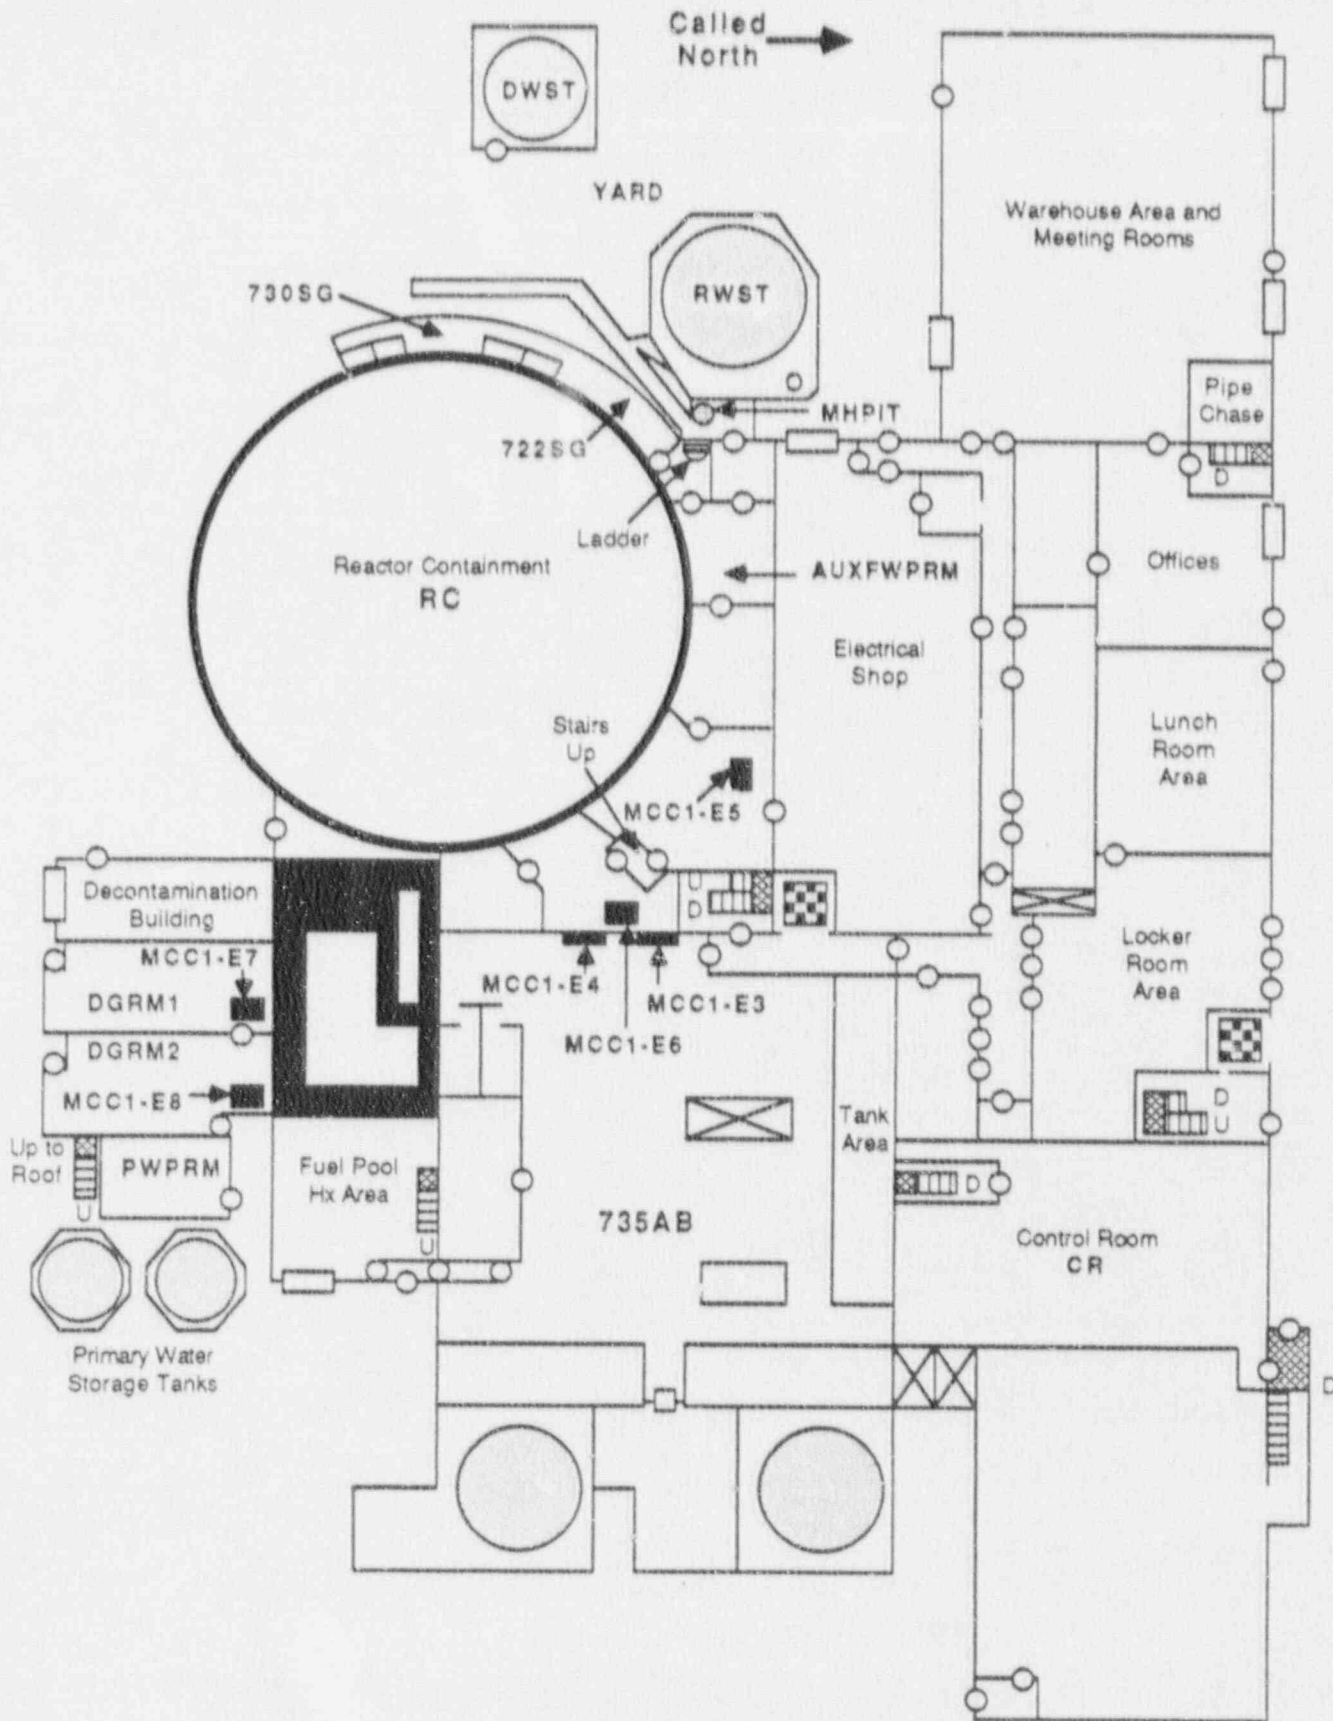 Called
North
DWST
YARD
Warehouse Area and
Meeting Rooms
730SG
RWST
Pipe
Chase
MHPIT
722SG
D
Ladder
Reactor Containment
RC
AUXFWPRM
Offices
Electrical
Shop
Stairs
Up
Lunch
Room
Area
MCC1-E5
Decontamination
Building
U
D
Locker
Room
Area
MCC1-E7
MCC1-E4
MCC1-E3
DGRM1
MCC1-E6
DGRM2
MCC1-E8
D
U
Tank
Area
Up to
Roof
PWPRM
Fuel Pool
Hx Area
D
U
U
735AB
Control Room
CR
Primary Water
Storage Tanks
D